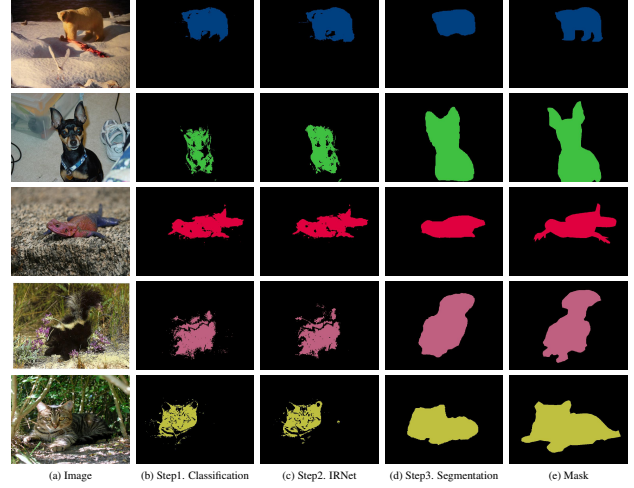 (a) Image (b) Step1. Classification (c) Step2. IRNet (d) Step3. Segmentation (e) Mask